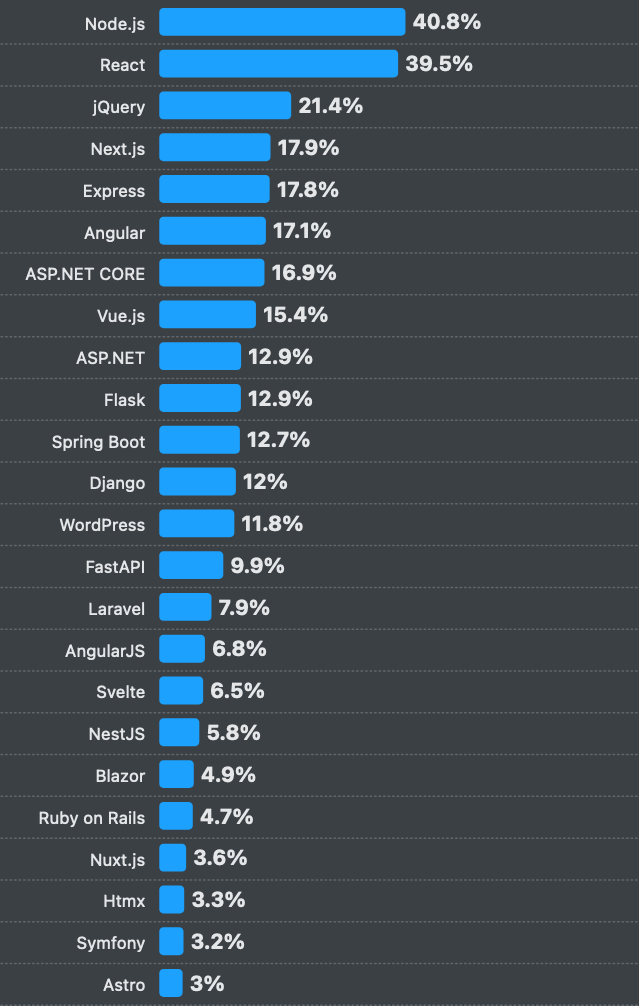 Node.js 40.8%
React 39.5%
jQuery 21.4%
Next.js 17.9%
Express 17.8%
Angular 17.1%
ASP.NET CORE 16.9%
Vue.js 15.4%
ASP.NET 12.9%
Flask 12.9%
Spring Boot 12.7%
Django 12%
WordPress 11.8%
FastAPI 9.9%
Laravel 7.9%
AngularJS 6.8%
Svelte 6.5%
NestJS 5.8%
Blazor 4.9%
Ruby on Rails 4.7%
Nuxt.js 3.6%
Htmx 3.3%
Symfony 3.2%
Astro 3%